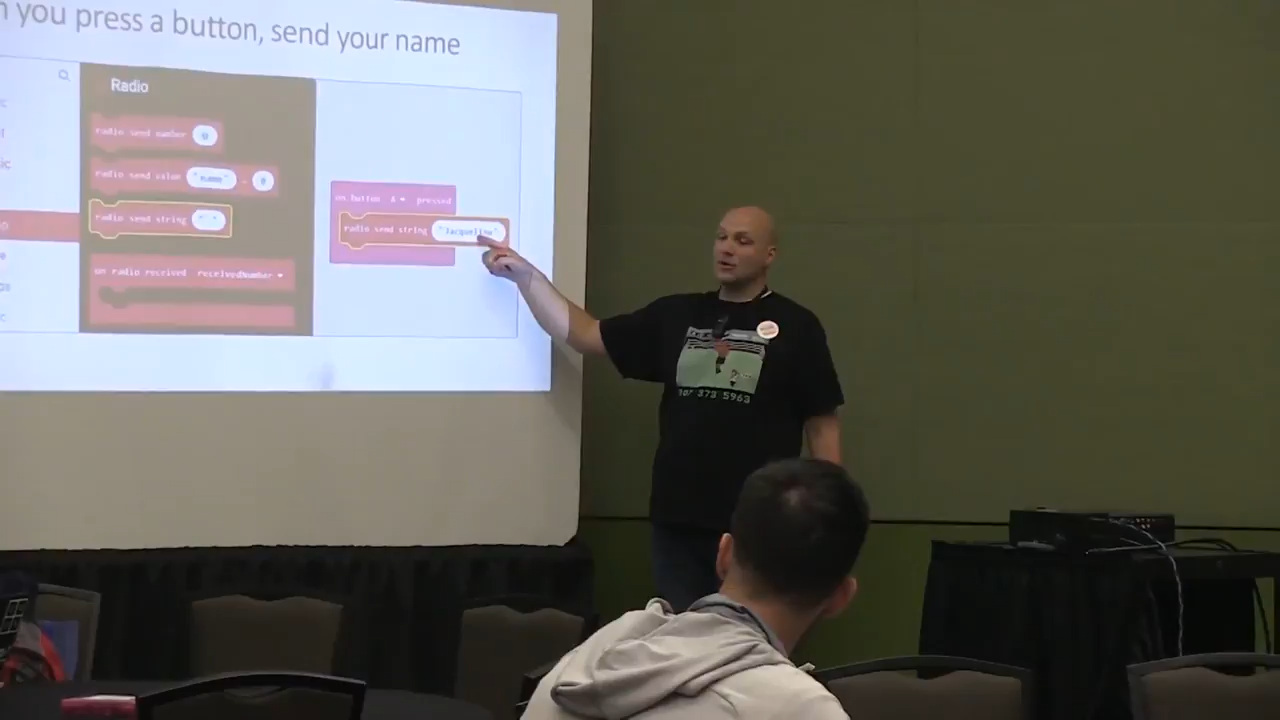 you press a button, send your name
Radio
radio send number 0
radio send value "name" = 0
radio send string " "
on radio received receivedNumber
on button A pressed
radio send string "Jacqueline"
007 373 5963